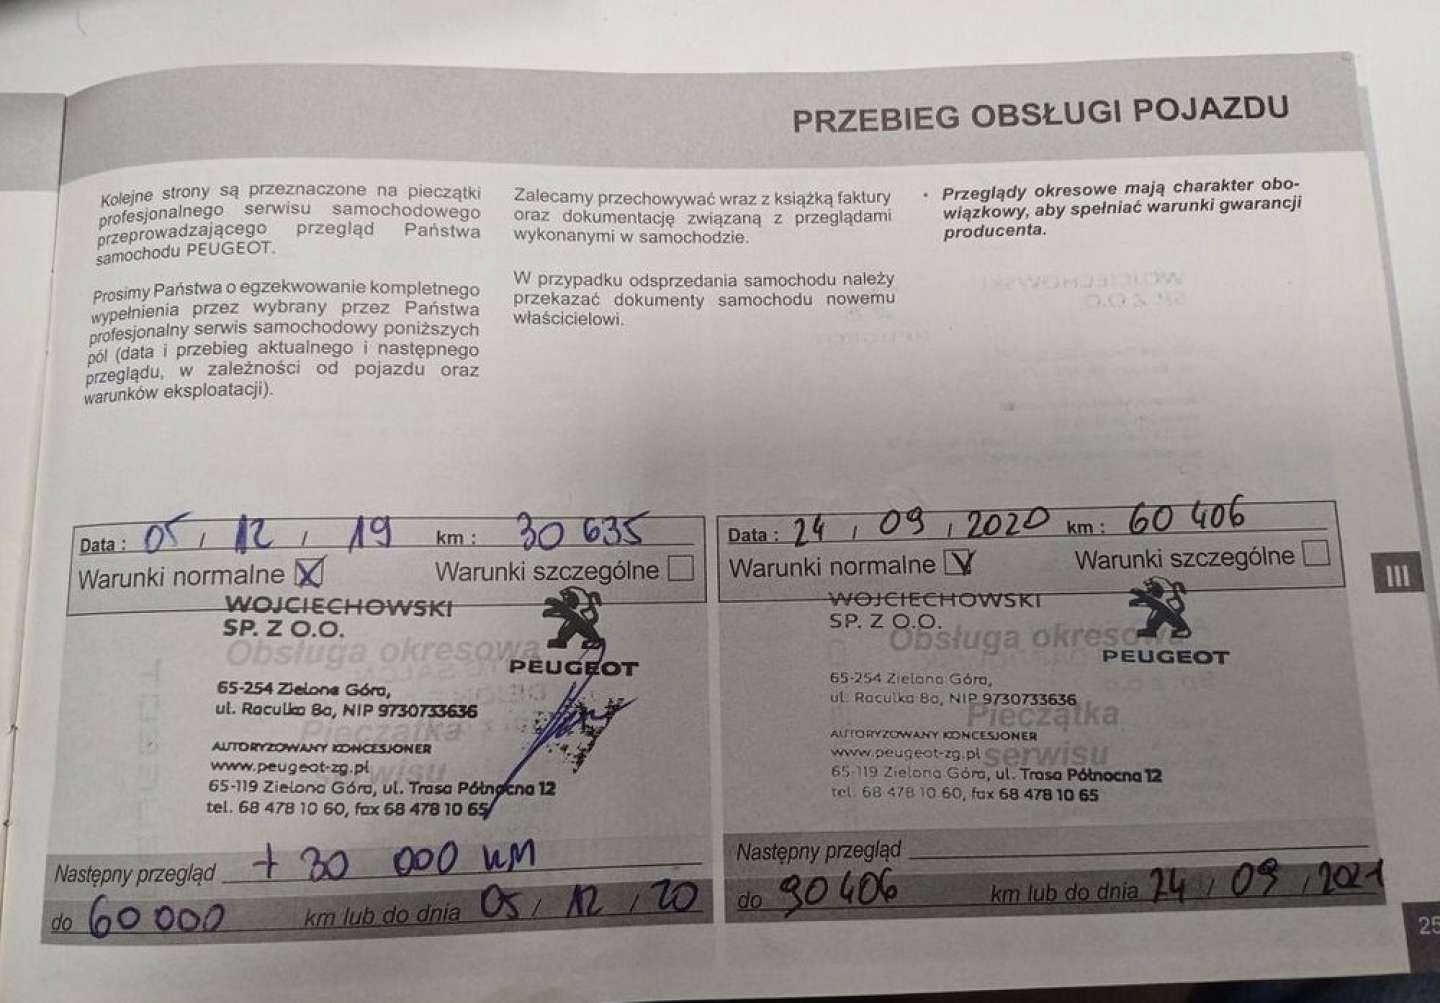 PRZEBIEG OBSŁUGI POJAZDU
Kolejne strony są przeznaczone na pieczątki
profesjonalnego serwisu samochodowego
przeprowadzającego przegląd Państwa
samochodu PEUGEOT.
Prosimy Państwa o egzekwowanie kompletnego
wypełnienia przez wybrany przez Państwa
profesjonalny serwis samochodowy poniższych
pól (data i przebieg aktualnego i następnego
przeglądu, w zależności od pojazdu oraz
warunków eksploatacji).
Zalecamy przechowywać wraz z książką faktury
oraz dokumentację związaną z przeglądami
wykonanymi w samochodzie.
W przypadku odsprzedania samochodu należy
przekazać dokumenty samochodu nowemu
właścicielowi.
• Przeglądy okresowe mają charakter obo-
wiązkowy, aby spełniać warunki gwarancji
producenta.
Data : 05 / 12 / 19 km : 30 635
Warunki normalne X Warunki szczególne
WOJCIECHOWSKI
SP. Z O.O.
Obsługa okresowa
PEUGEOT
65-254 Zielona Góra,
ul. Raculka 8a, NIP 9730733636
Pieczątka
AUTORYZOWANY KONCESJONER
www.peugeot-zg.pl
serwisu
65-119 Zielona Góra, ul. Trasa Północna 12
tel. 68 478 10 60, fax 68 478 10 65
Następny przegląd + 30 000 KM
do 60 000 km lub do dnia 05 / 12 / 20
Data : 24 / 09 / 2020 km : 60 406
Warunki normalne V Warunki szczególne
WOJCIECHOWSKI
SP. Z O.O.
Obsługa okresowa
PEUGEOT
65-254 Zielona Góra,
ul. Raculka 8a, NIP 9730733636
Pieczątka
AUTORYZOWANY KONCESJONER
www.peugeot-zg.pl
serwisu
65-119 Zielona Góra, ul. Trasa Północna 12
tel. 68 478 10 60, fax 68 478 10 65
Następny przegląd
do 90 406 km lub do dnia 24 / 09 / 2021
III
25